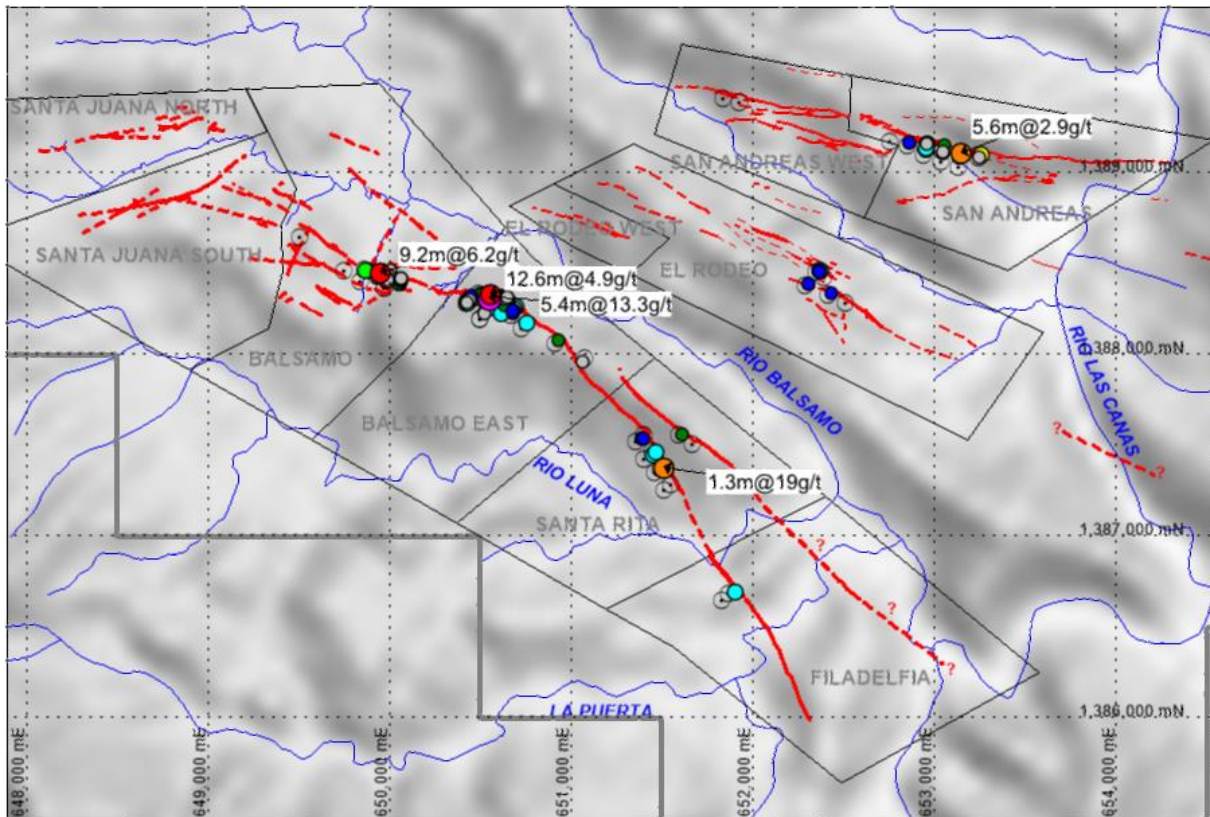 SANTA JUANA NORTH
5.6m@2.9g/t
SAN ANDREAS WEST
1,389,000 mN
SAN ANDREAS
EL RODEO WEST
SANTA JUANA SOUTH
9.2m@6.2g/t
EL RODEO
12.6m@4.9g/t
5.4m@13.3g/t
BALSAMO
1,388,000 mN
RIO BALSAMO
RIO LAS CANAS
BALSAMO EAST
?
?
RIO LUNA
1.3m@19g/t
SANTA RITA
1,387,000 mN
?
?
?
FILADELFIA
LA PUERTA
1,386,000 mN
648,000 mE
649,000 mE
650,000 mE
651,000 mE
652,000 mE
653,000 mE
654,000 mE